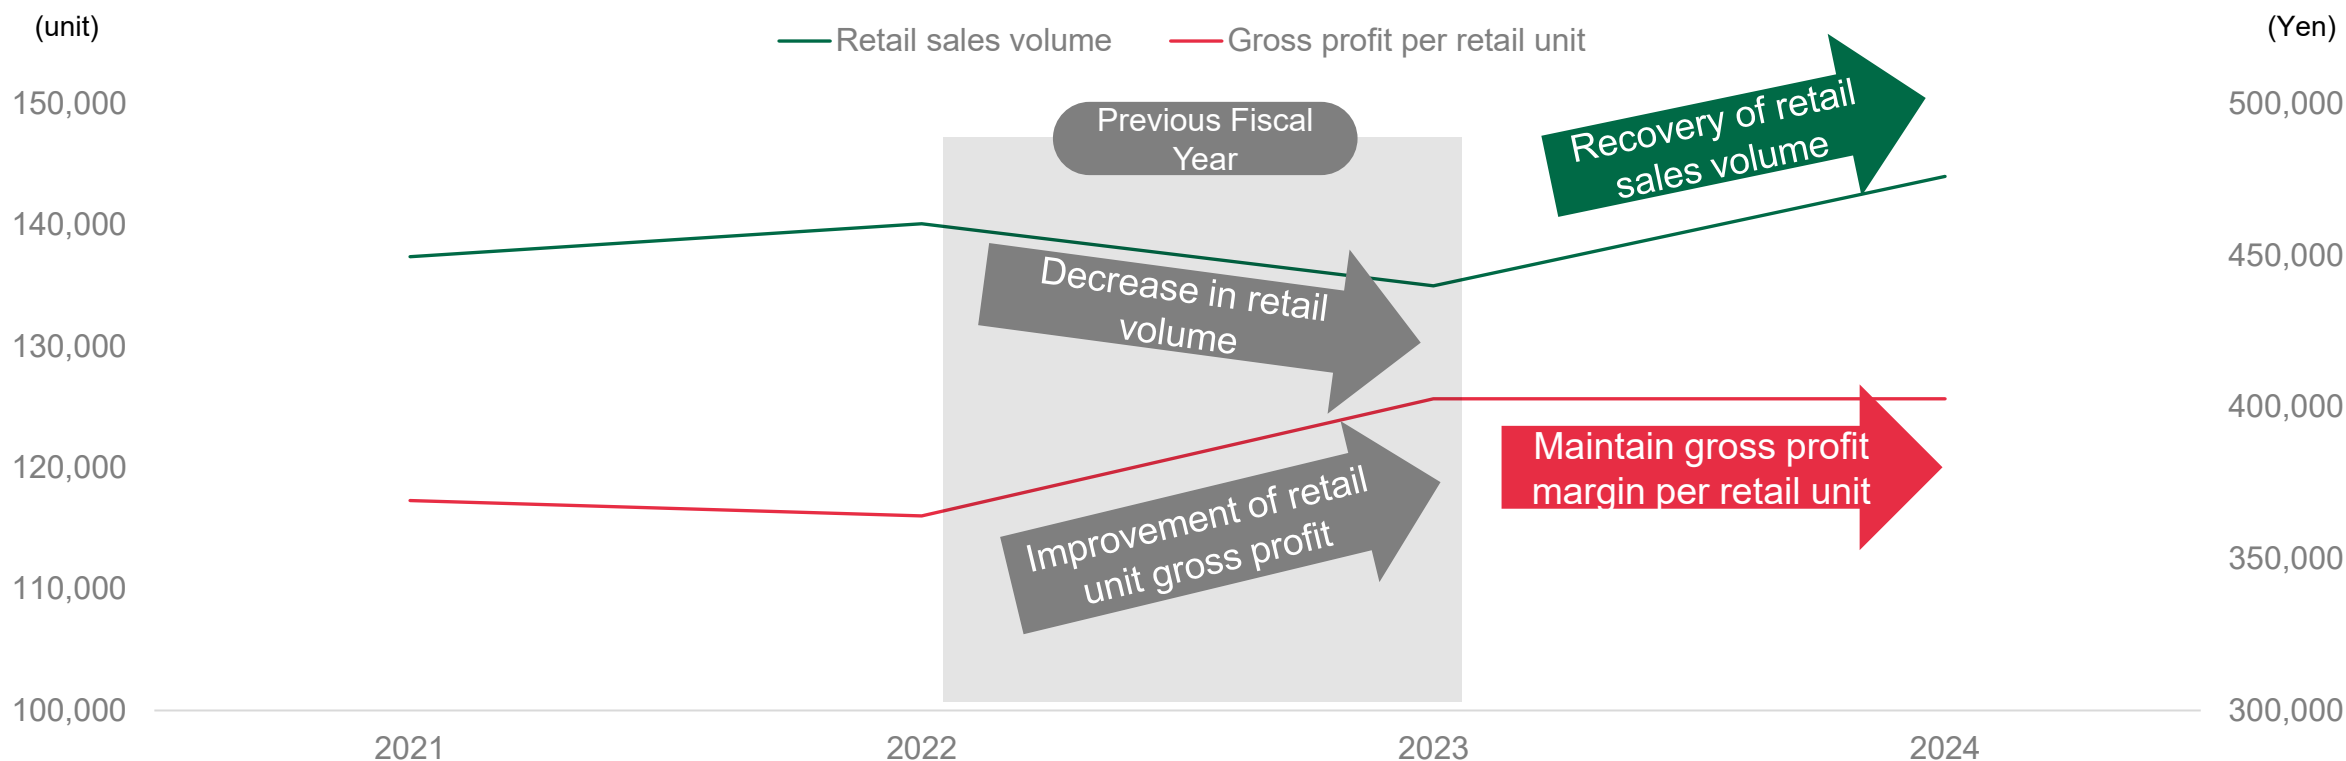 (unit)
(Yen)
Retail sales volume
Gross profit per retail unit
150,000
140,000
130,000
120,000
110,000
100,000
500,000
450,000
400,000
350,000
300,000
Previous Fiscal
Year
Decrease in retail
volume
Improvement of retail
unit gross profit
Recovery of retail
sales volume
Maintain gross profit
margin per retail unit
2021
2022
2023
2024